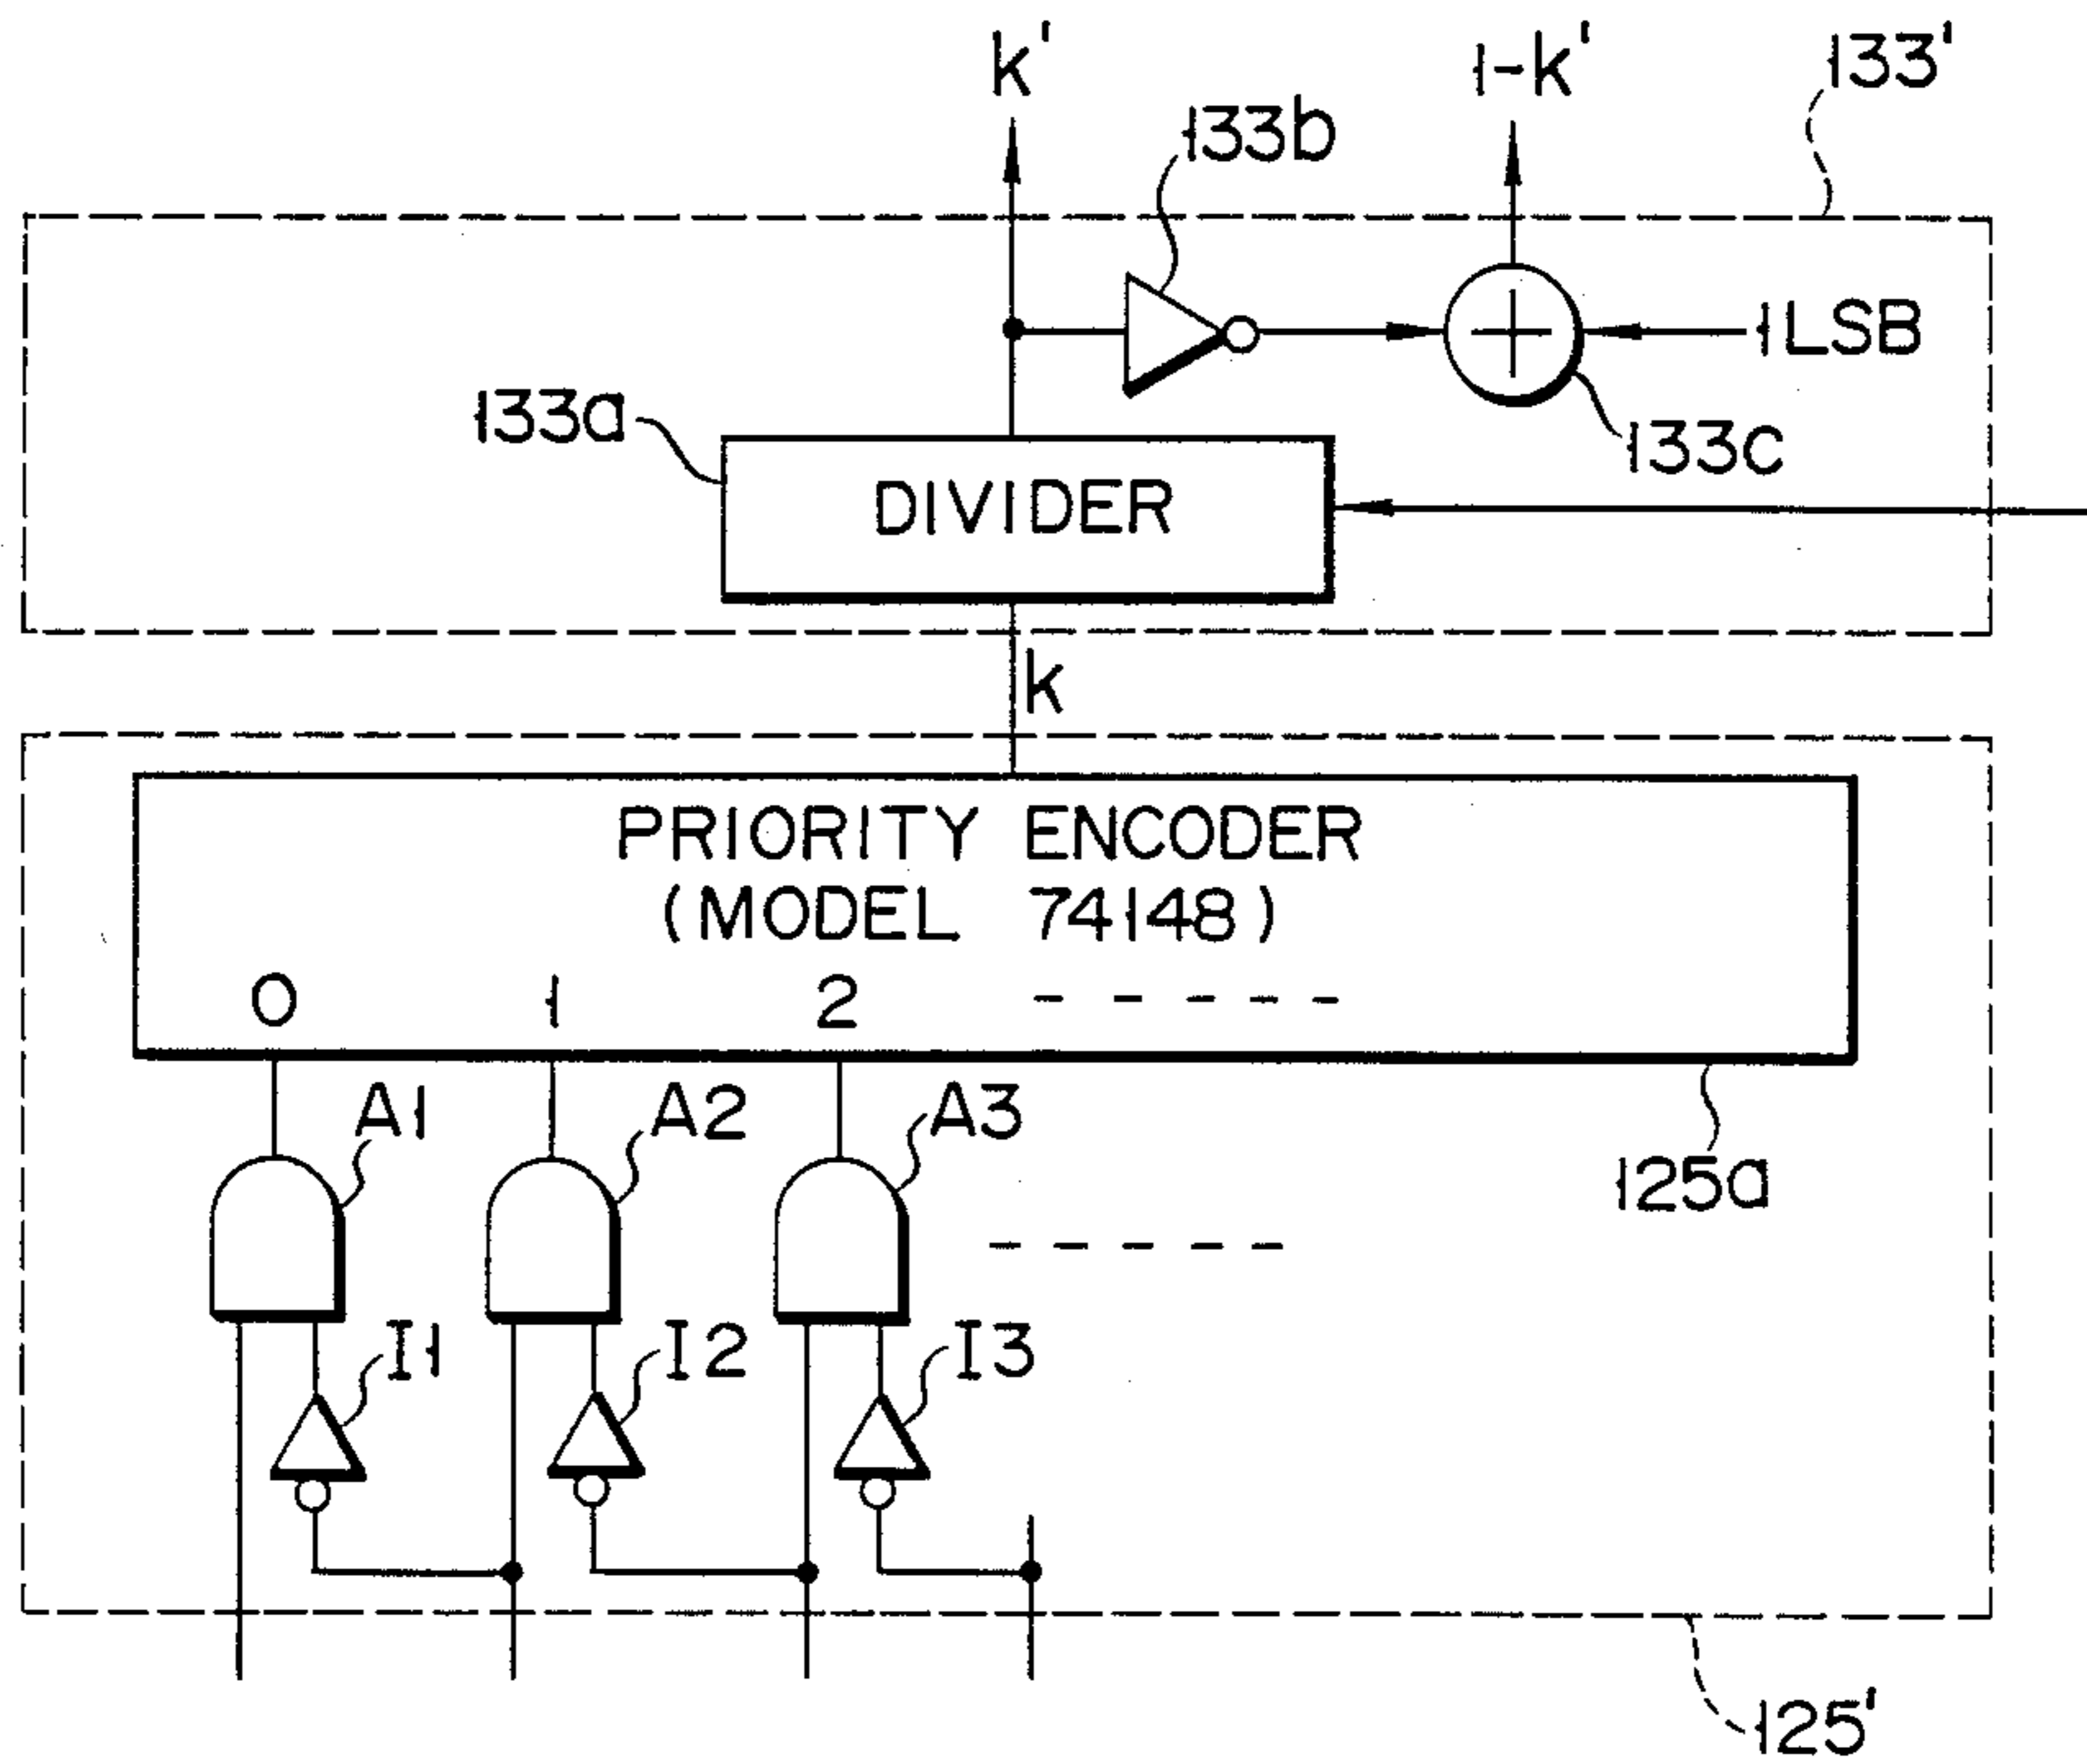 k' 1-k' 133'
133b
1LSB
133a
133c
DIVIDER
k
PRIORITY ENCODER
(MODEL 74148)
0 1 2 -----
A1 A2 A3
125a
-----
I1 I2 I3
125'